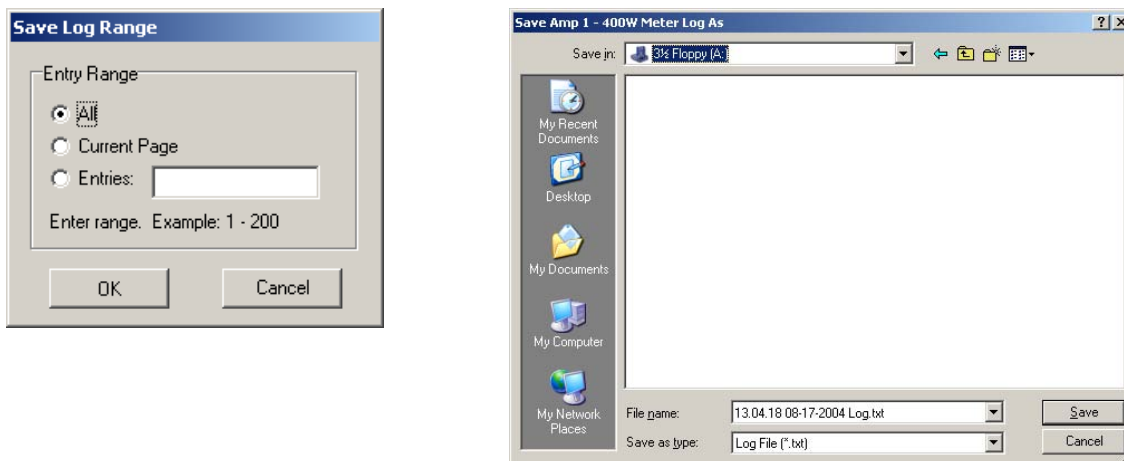 Save Log Range
Entry Range
All
Current Page
Entries:
Enter range. Example: 1 - 200
OK
Cancel
Save Amp 1 - 400W Meter Log As
Save in:
3½ Floppy (A:)
My Recent
Documents
Desktop
My Documents
My Computer
My Network
Places
File name:
13.04.18 08-17-2004 Log.txt
Save
Save as type:
Log File (*.txt)
Cancel